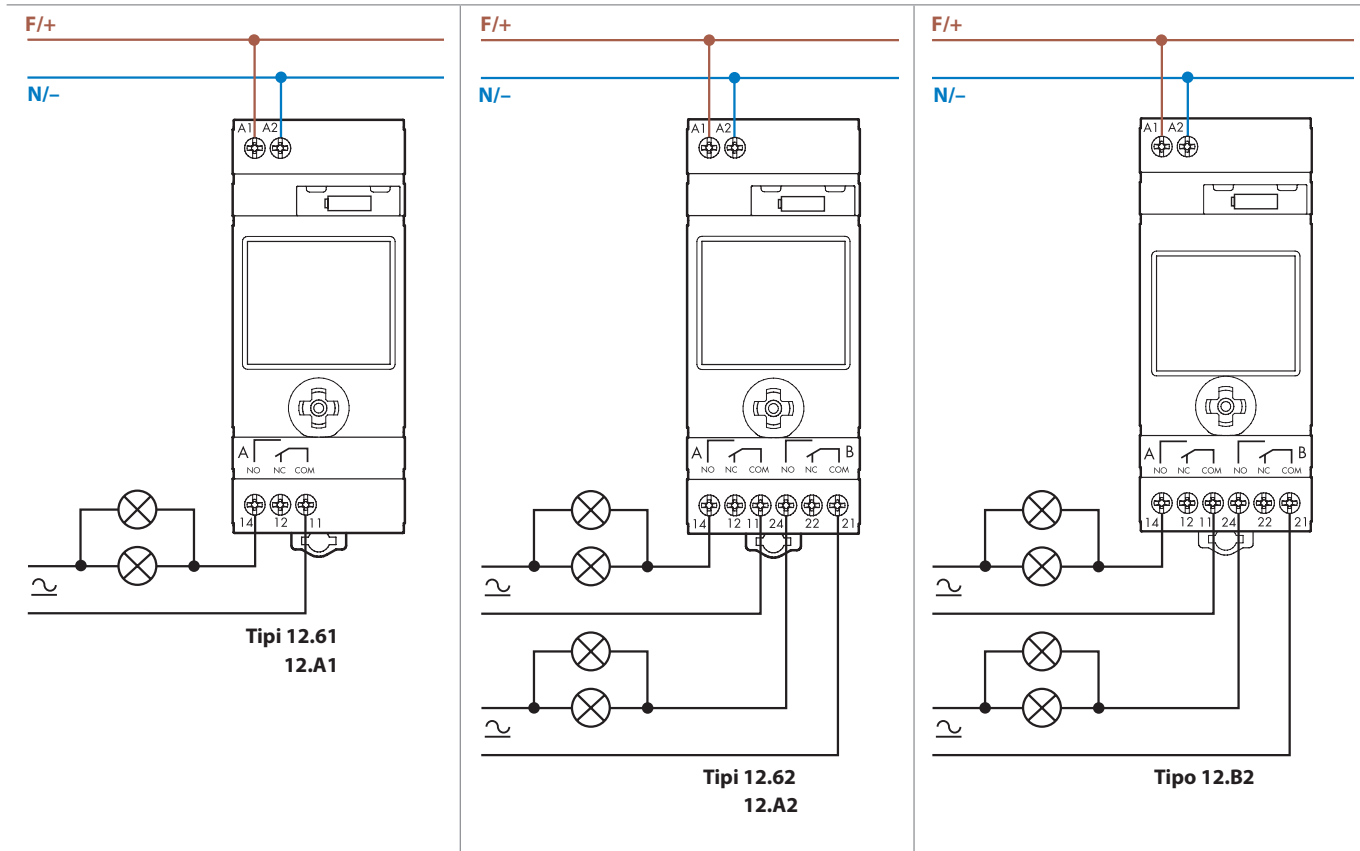 F/+
N/–
A1 A2
A
NO NC COM
14 12 11
Tipi 12.61
12.A1
F/+
N/–
A1 A2
A B
NO NC COM NO NC COM
14 12 11 24 22 21
Tipi 12.62
12.A2
F/+
N/–
A1 A2
A B
NO NC COM NO NC COM
14 12 11 24 22 21
Tipo 12.B2